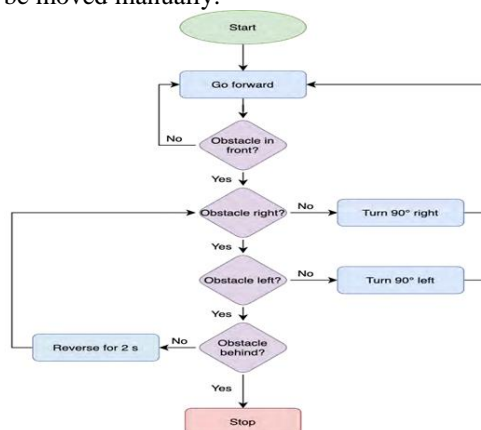 be moved manually.
Start
Go forward
No
Obstacle in
front?
Yes
Obstacle right?
No
Turn 90° right
Yes
Obstacle left?
No
Turn 90° left
Yes
Reverse for 2 s
No
Obstacle
behind?
Yes
Stop